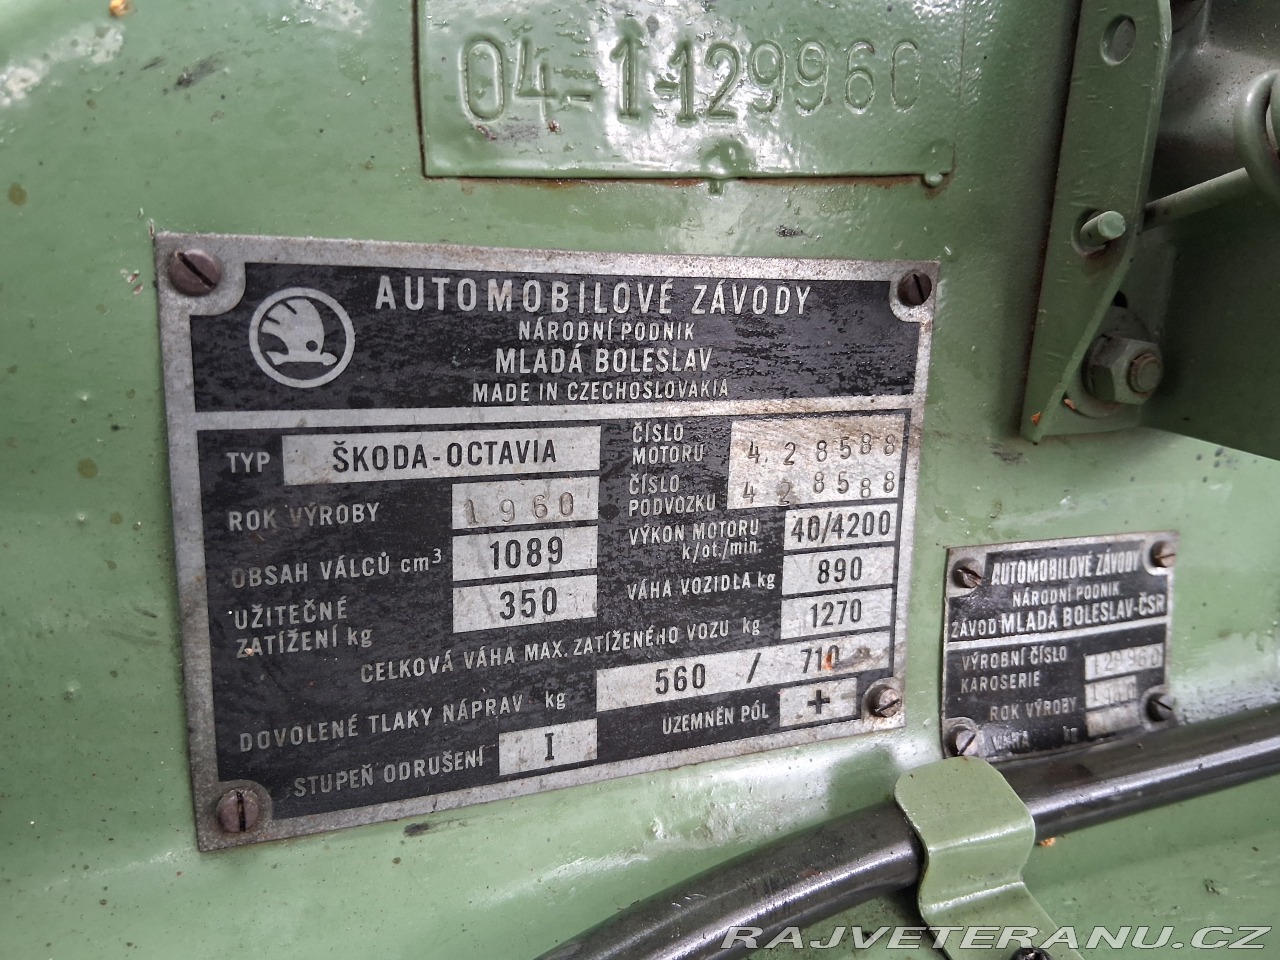 04-1-129960
AUTOMOBILOVÉ ZÁVODY
NÁRODNÍ PODNIK
MLADÁ BOLESLAV
MADE IN CZECHOSLOVAKIA
TYP ŠKODA-OCTAVIA
ROK VÝROBY 1960
OBSAH VÁLCŮ cm³ 1089
UŽITEČNÉ
ZATÍŽENÍ kg 350
ČÍSLO
MOTORU 428588
ČÍSLO
PODVOZKU 428588
VÝKON MOTORU
k/ot./min. 40/4200
VÁHA VOZIDLA kg 890
CELKOVÁ VÁHA MAX. ZATÍŽENÉHO VOZU kg 1270
DOVOLENÉ TLAKY NÁPRAV kg 560 / 710
STUPEŇ ODRUŠENÍ I
UZEMNĚN PÓL +
AUTOMOBILOVÉ ZÁVODY
NÁRODNÍ PODNIK
ZÁVOD MLADÁ BOLESLAV-ČSR
VÝROBNÍ ČÍSLO
KAROSERIE 129960
ROK VÝROBY
VÁHA kg
RAJVETERANU.CZ